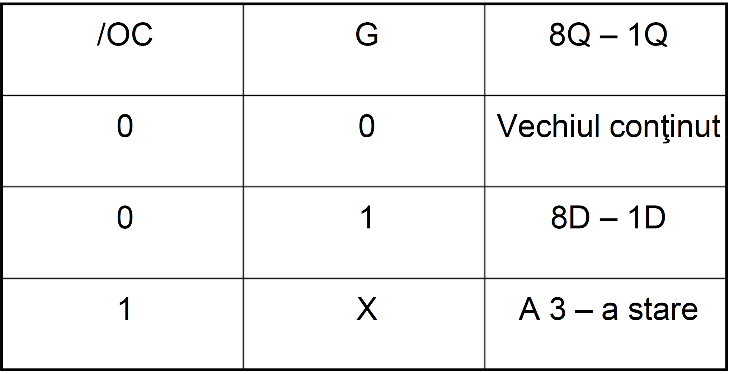 /OC G 8Q – 1Q
0 0 Vechiul conţinut
0 1 8D – 1D
1 X A 3 – a stare